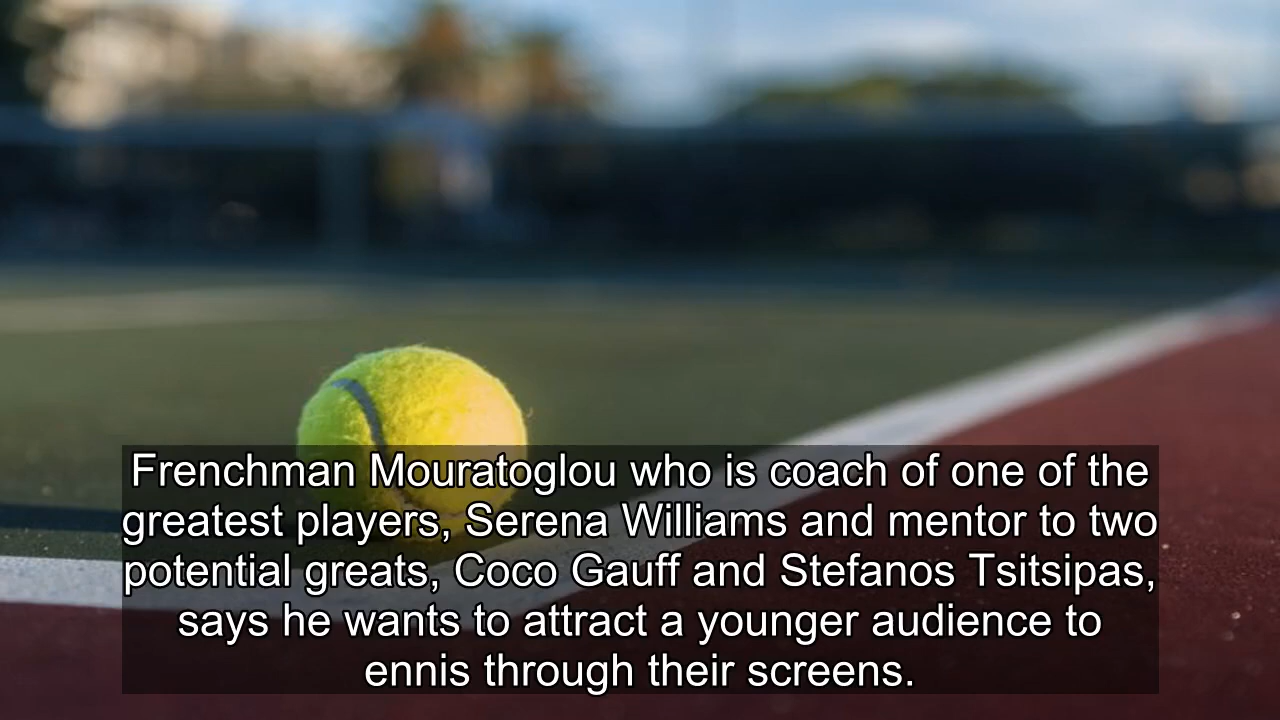 Frenchman Mouratoglou who is coach of one of the
greatest players, Serena Williams and mentor to two
potential greats, Coco Gauff and Stefanos Tsitsipas,
says he wants to attract a younger audience to
ennis through their screens.